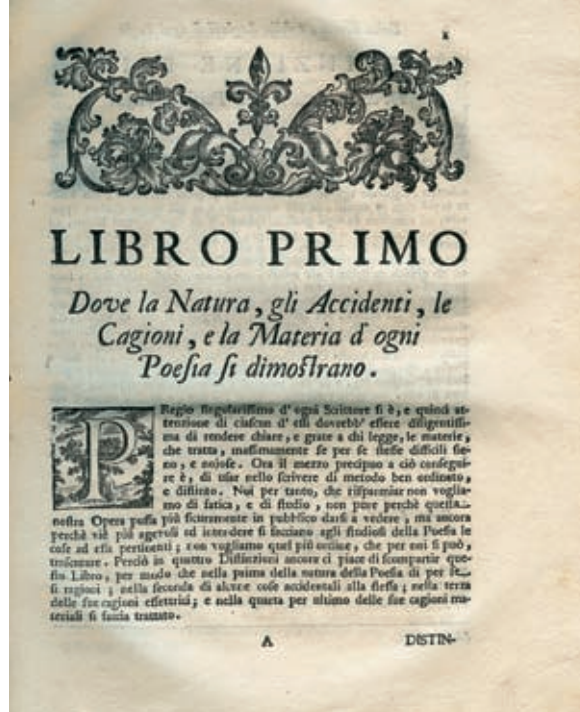 1
LIBRO PRIMO
Dove la Natura, gli Accidenti, le
Cagioni, e la Materia d' ogni
Poesia si dimostrano.
PRegio singolarissimo d' ogni Scrittore si è, e quindi at-
tenzione di ciascun d' essi dovrebb' essere diligentissi-
ma di rendere chiare, e grate a chi legge, le materie,
che tratta, massimamente se per se stesse difficili sie-
no, e nojose. Ora il mezzo precipuo a ciò consegui-
re è, di usar nello scrivere di metodo ben ordinato,
e distinto. Noi per tanto, che risparmiar non voglia-
mo di fatica, e di studio, non pure perchè questa
nostra Opera possa più sicuramente in pubblico darsi a vedere, ma ancora
perchè viè più agevoli ad intendere si facciano agli studiosi della Poesia le
cose ad essa pertinenti; non vogliamo quel più ordine, che per noi si può,
trascurare. Perciò in quattro Distinzioni ancora ci piace di scompartir que-
sto Libro, per modo che nella prima della natura della Poesia di per se
si ragioni; nella seconda di alcune cose accidentali alla stessa; nella terza
delle sue cagioni effettrici; e nella quarta per ultimo delle sue cagioni ma-
teriali si faccia trattato.
A DISTIN-